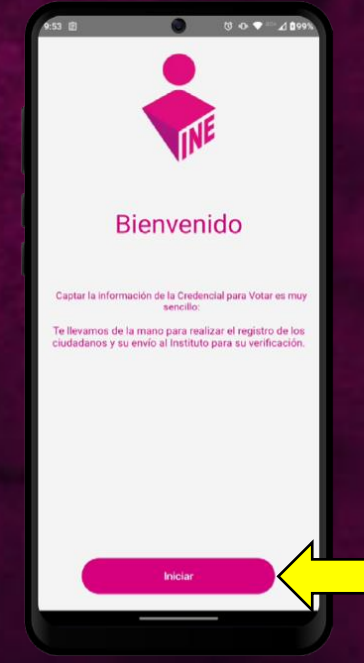 9:53
99%
INE
Bienvenido
Captar la información de la Credencial para Votar es muy
sencillo:
Te llevamos de la mano para realizar el registro de los
ciudadanos y su envío al Instituto para su verificación.
Iniciar